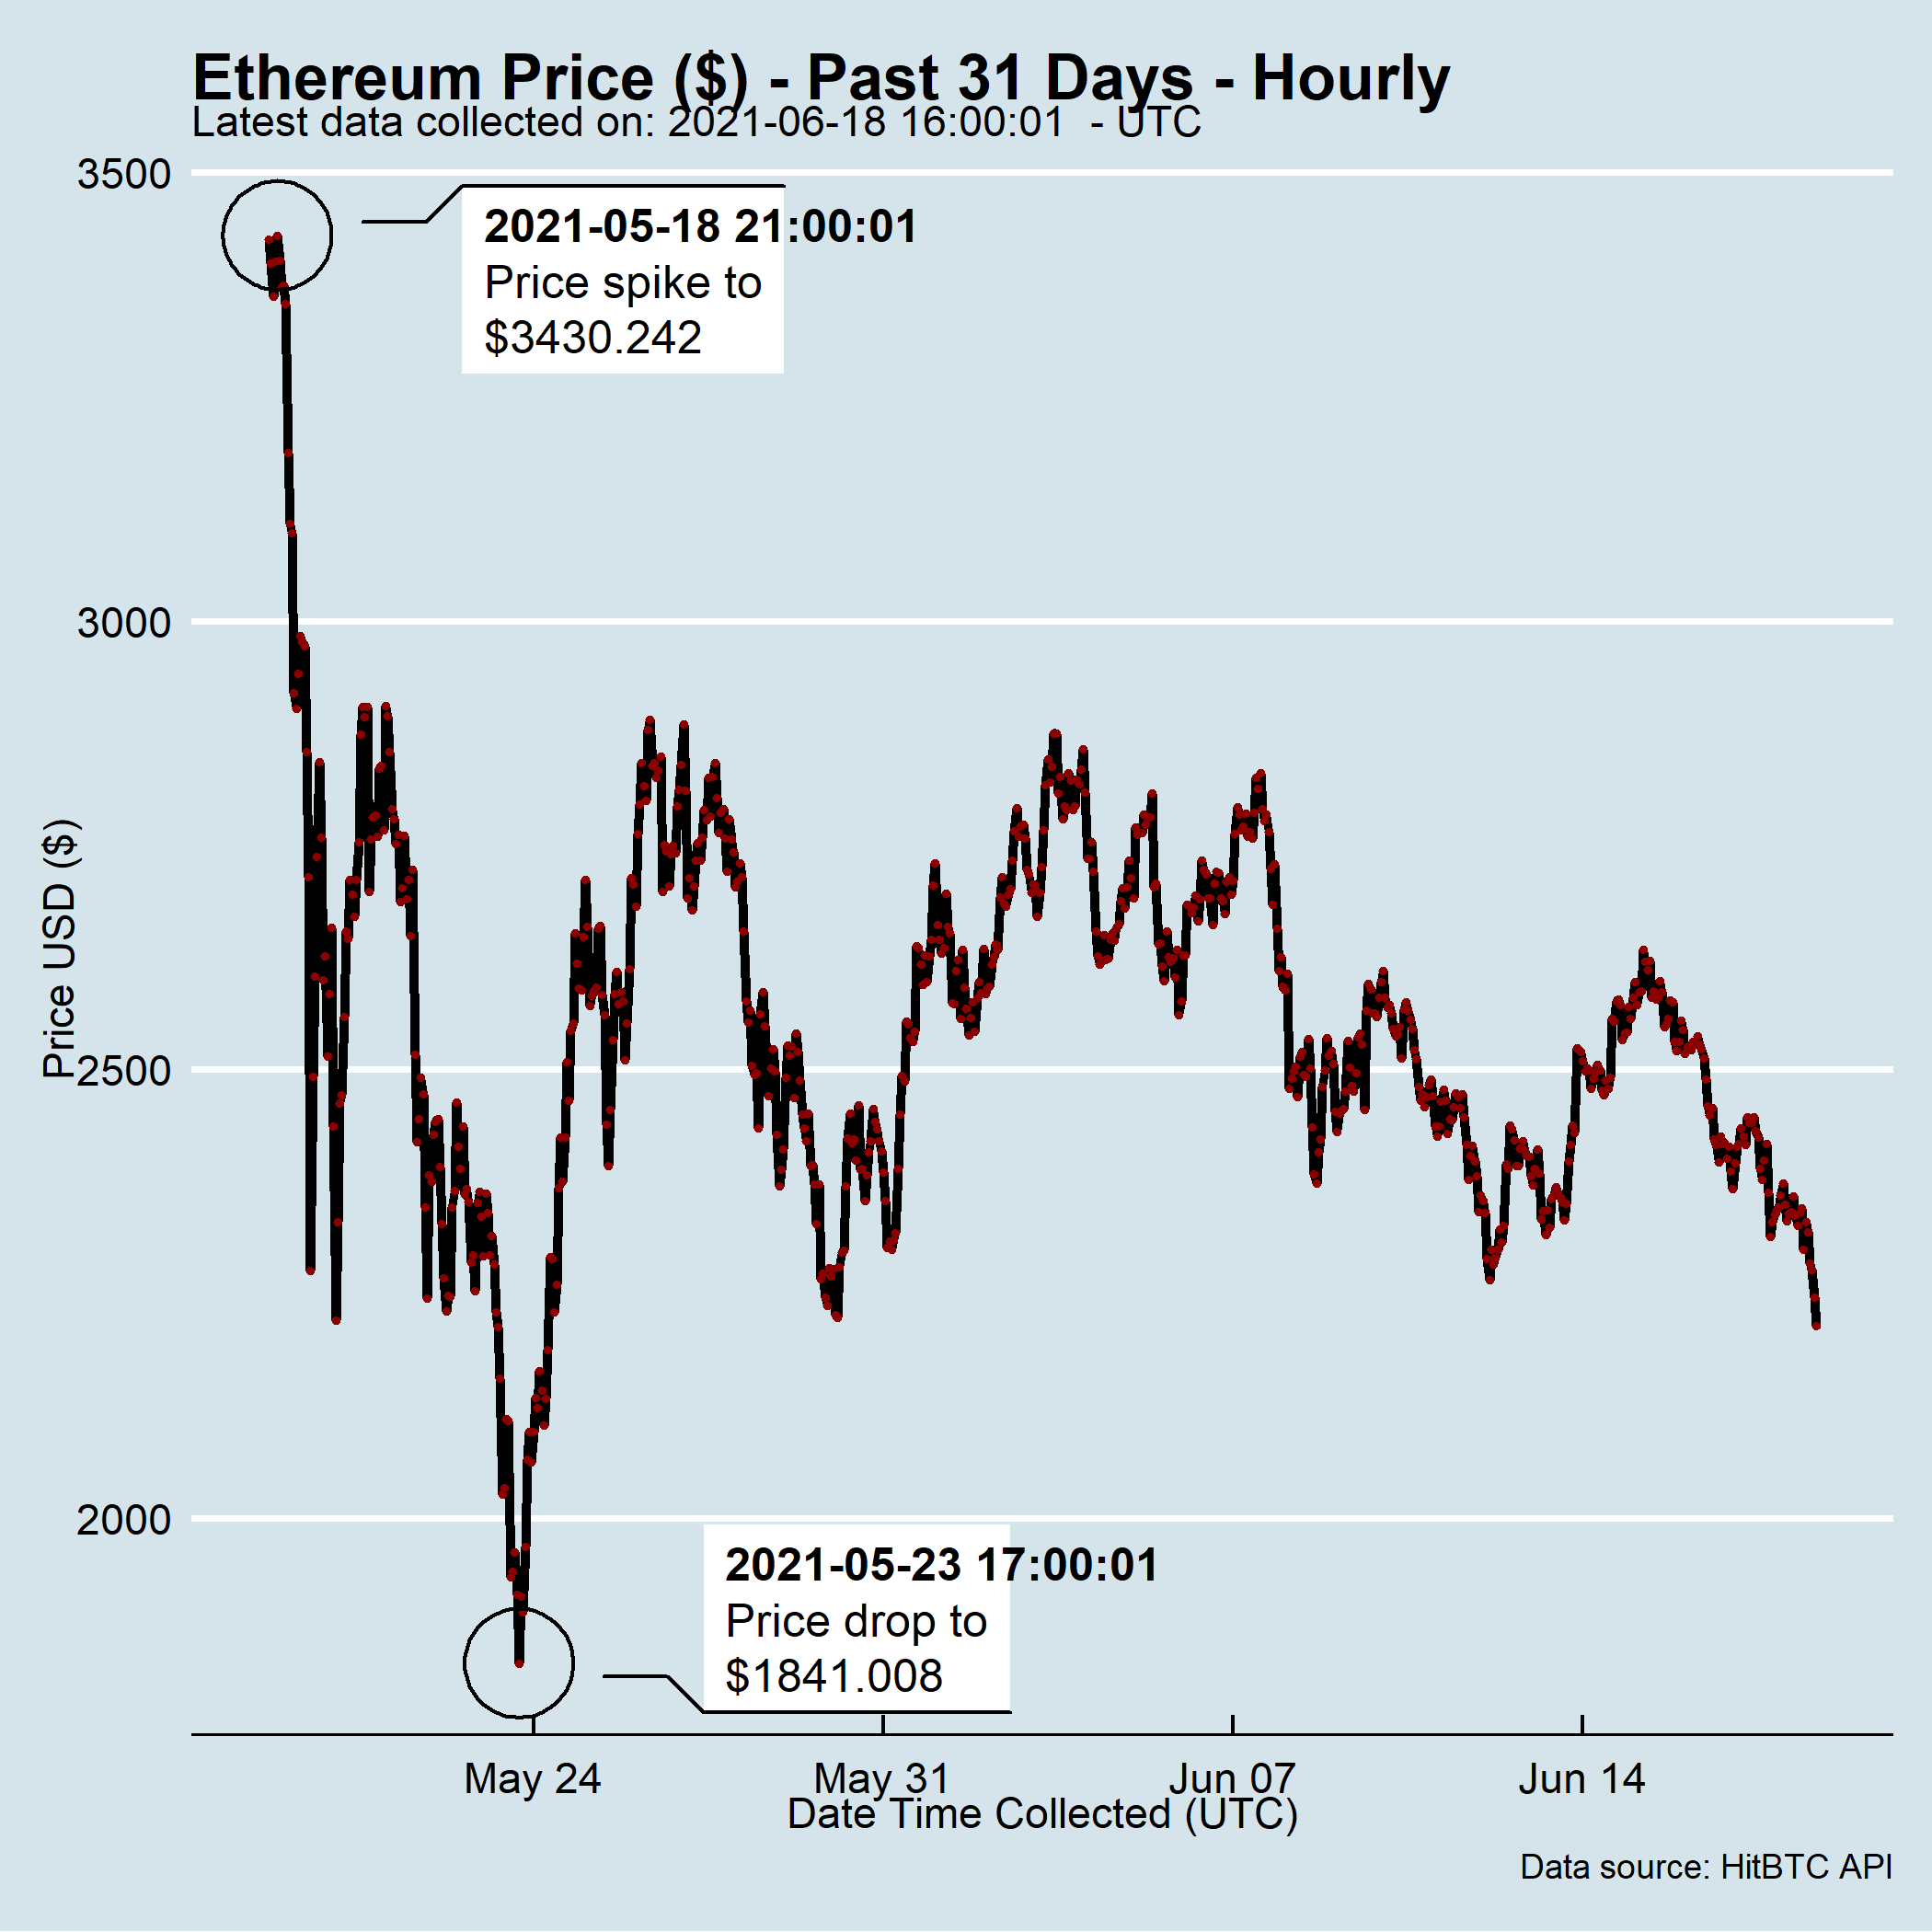 Ethereum Price ($) - Past 31 Days - Hourly
Latest data collected on: 2021-06-18 16:00:01  - UTC
3500
2021-05-18 21:00:01
Price spike to
$3430.242
3000
Price USD ($)
2500
2000
2021-05-23 17:00:01
Price drop to
$1841.008
May 24 May 31 Jun 07 Jun 14
Date Time Collected (UTC)
Data source: HitBTC API